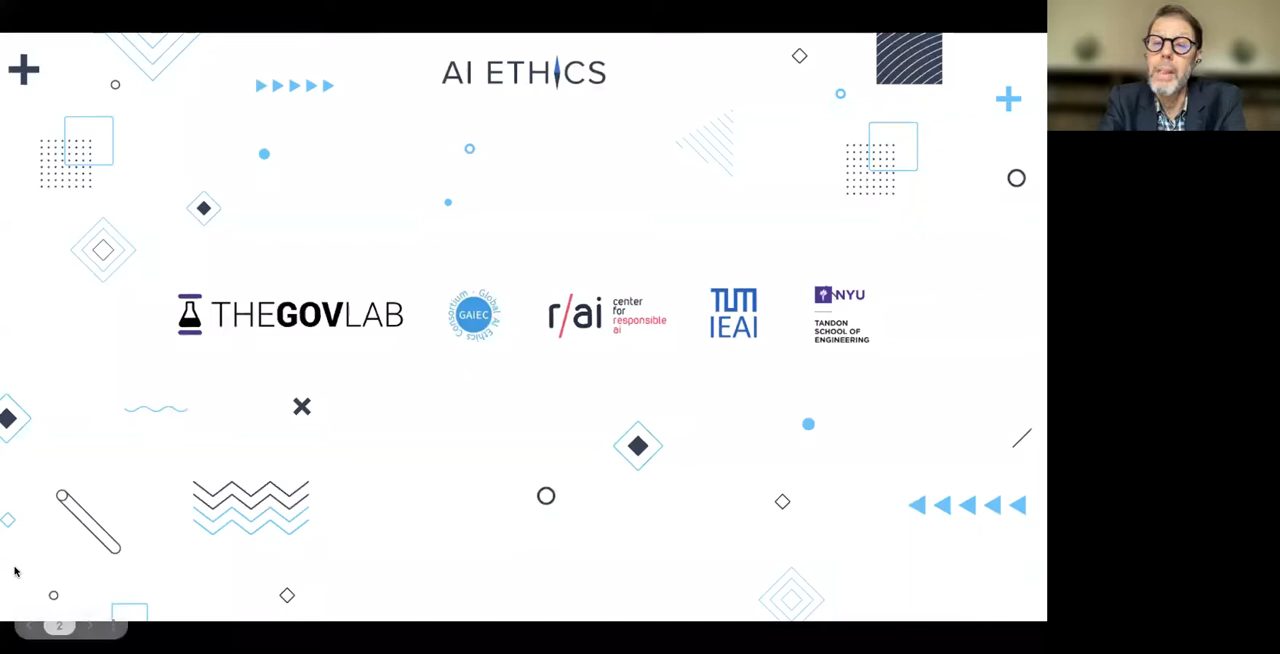 AI ETHICS
THEGOVLAB
GAIEC
Global AI Ethics Consortium
r/ai
center
for
responsible
ai
TUM
IEAI
NYU
TANDON
SCHOOL OF
ENGINEERING
2